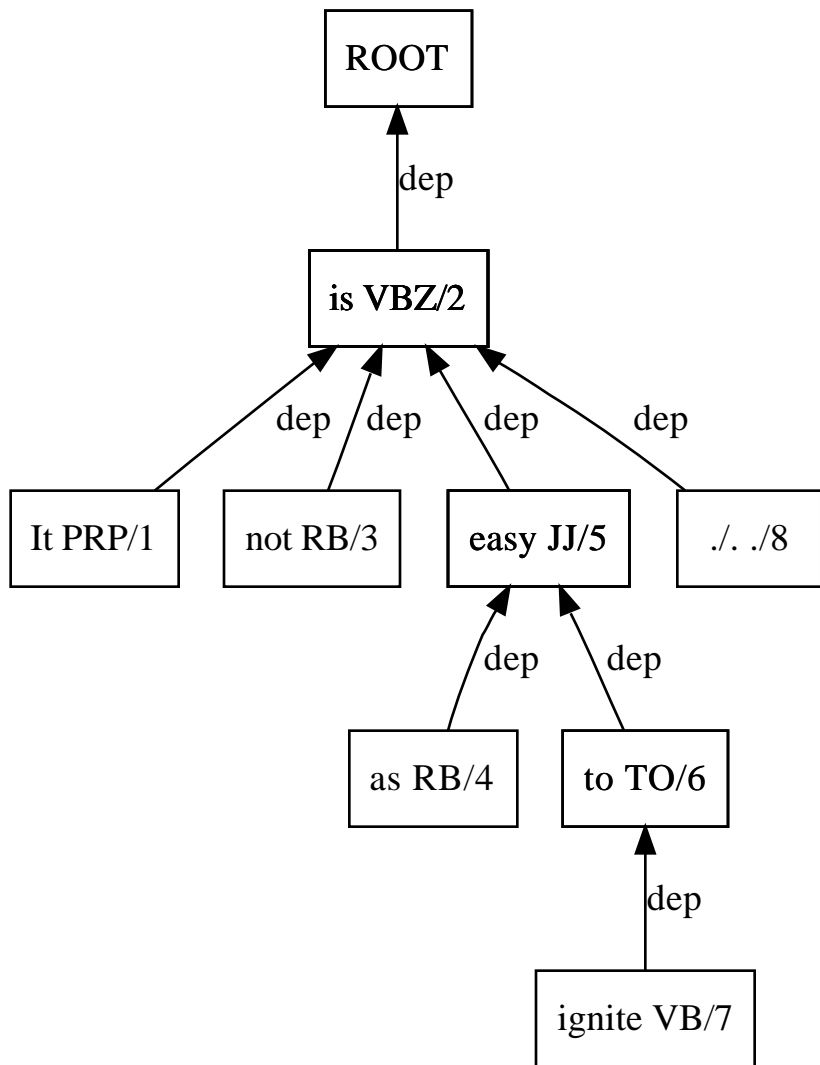 ROOT
dep
is VBZ/2
dep dep dep dep
It PRP/1 not RB/3 easy JJ/5 ./. ./8
dep dep
as RB/4 to TO/6
dep
ignite VB/7